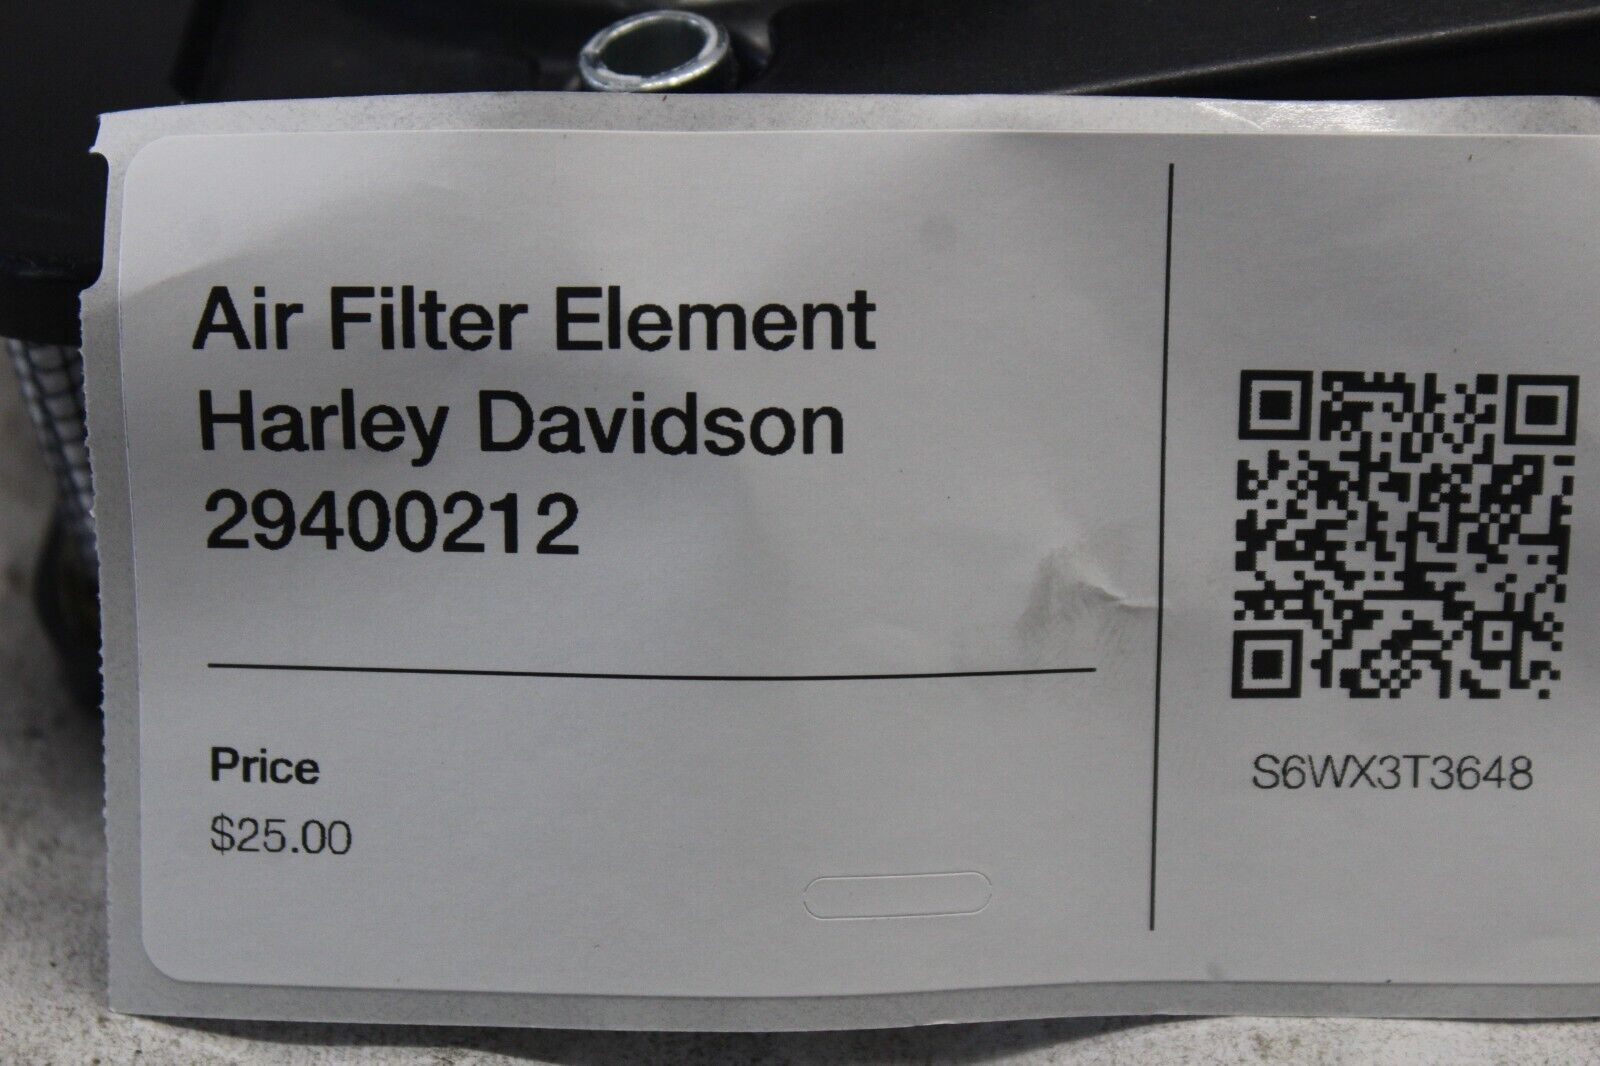 Air Filter Element
Harley Davidson
29400212
Price
$25.00
S6WX3T3648